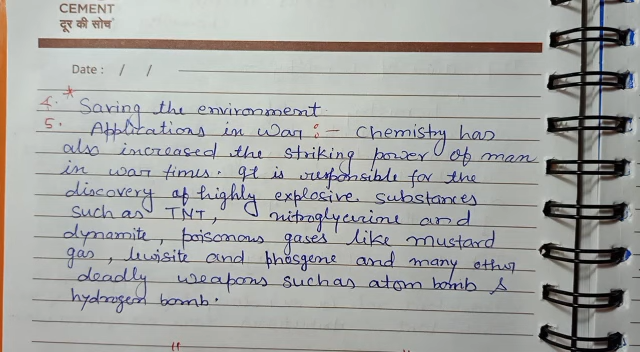 CEMENT
दूर की सोच
Date : / /
4. * Saving the environment.
5. Applications in war :- Chemistry has
also increased the striking power of man
in war times. It is responsible for the
discovery of highly explosive substances
such as TNT, nitroglycerine and
dynamite, poisonous gases like mustard
gas, lewisite and phosgene and many other
deadly weapons such as atom bomb &
hydrogen bomb.